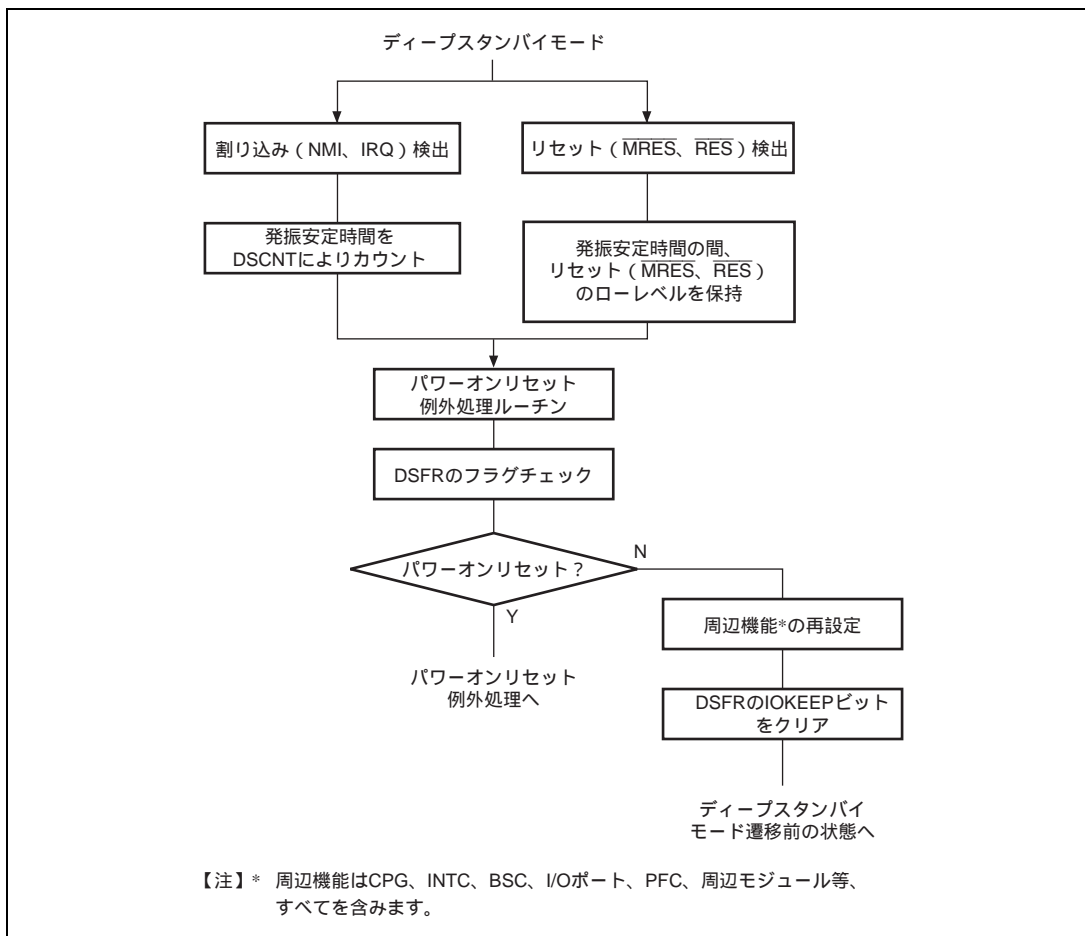 ディープスタンバイモード
割り込み（NMI、IRQ）検出
リセット（MRES、RES）検出
発振安定時間を
DSCNTによりカウント
発振安定時間の間、
リセット（MRES、RES）
のローレベルを保持
パワーオンリセット
例外処理ルーチン
DSFRのフラグチェック
パワーオンリセット？
N
Y
周辺機能*の再設定
パワーオンリセット
例外処理へ
DSFRのIOKEEPビット
をクリア
ディープスタンバイ
モード遷移前の状態へ
【注】* 周辺機能はCPG、INTC、BSC、I/Oポート、PFC、周辺モジュール等、
すべてを含みます。